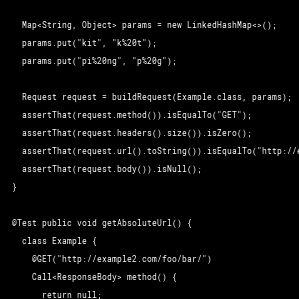 Map<String, Object> params = new LinkedHashMap<>();
params.put("kit", "k%20t");
params.put("pi%20ng", "p%20g");
Request request = buildRequest(Example.class, params);
assertThat(request.method()).isEqualTo("GET");
assertThat(request.headers().size()).isZero();
assertThat(request.url().toString()).isEqualTo("http://e
assertThat(request.body()).isNull();
}
@Test public void getAbsoluteUrl() {
class Example {
@GET("http://example2.com/foo/bar/")
Call<ResponseBody> method() {
return null;